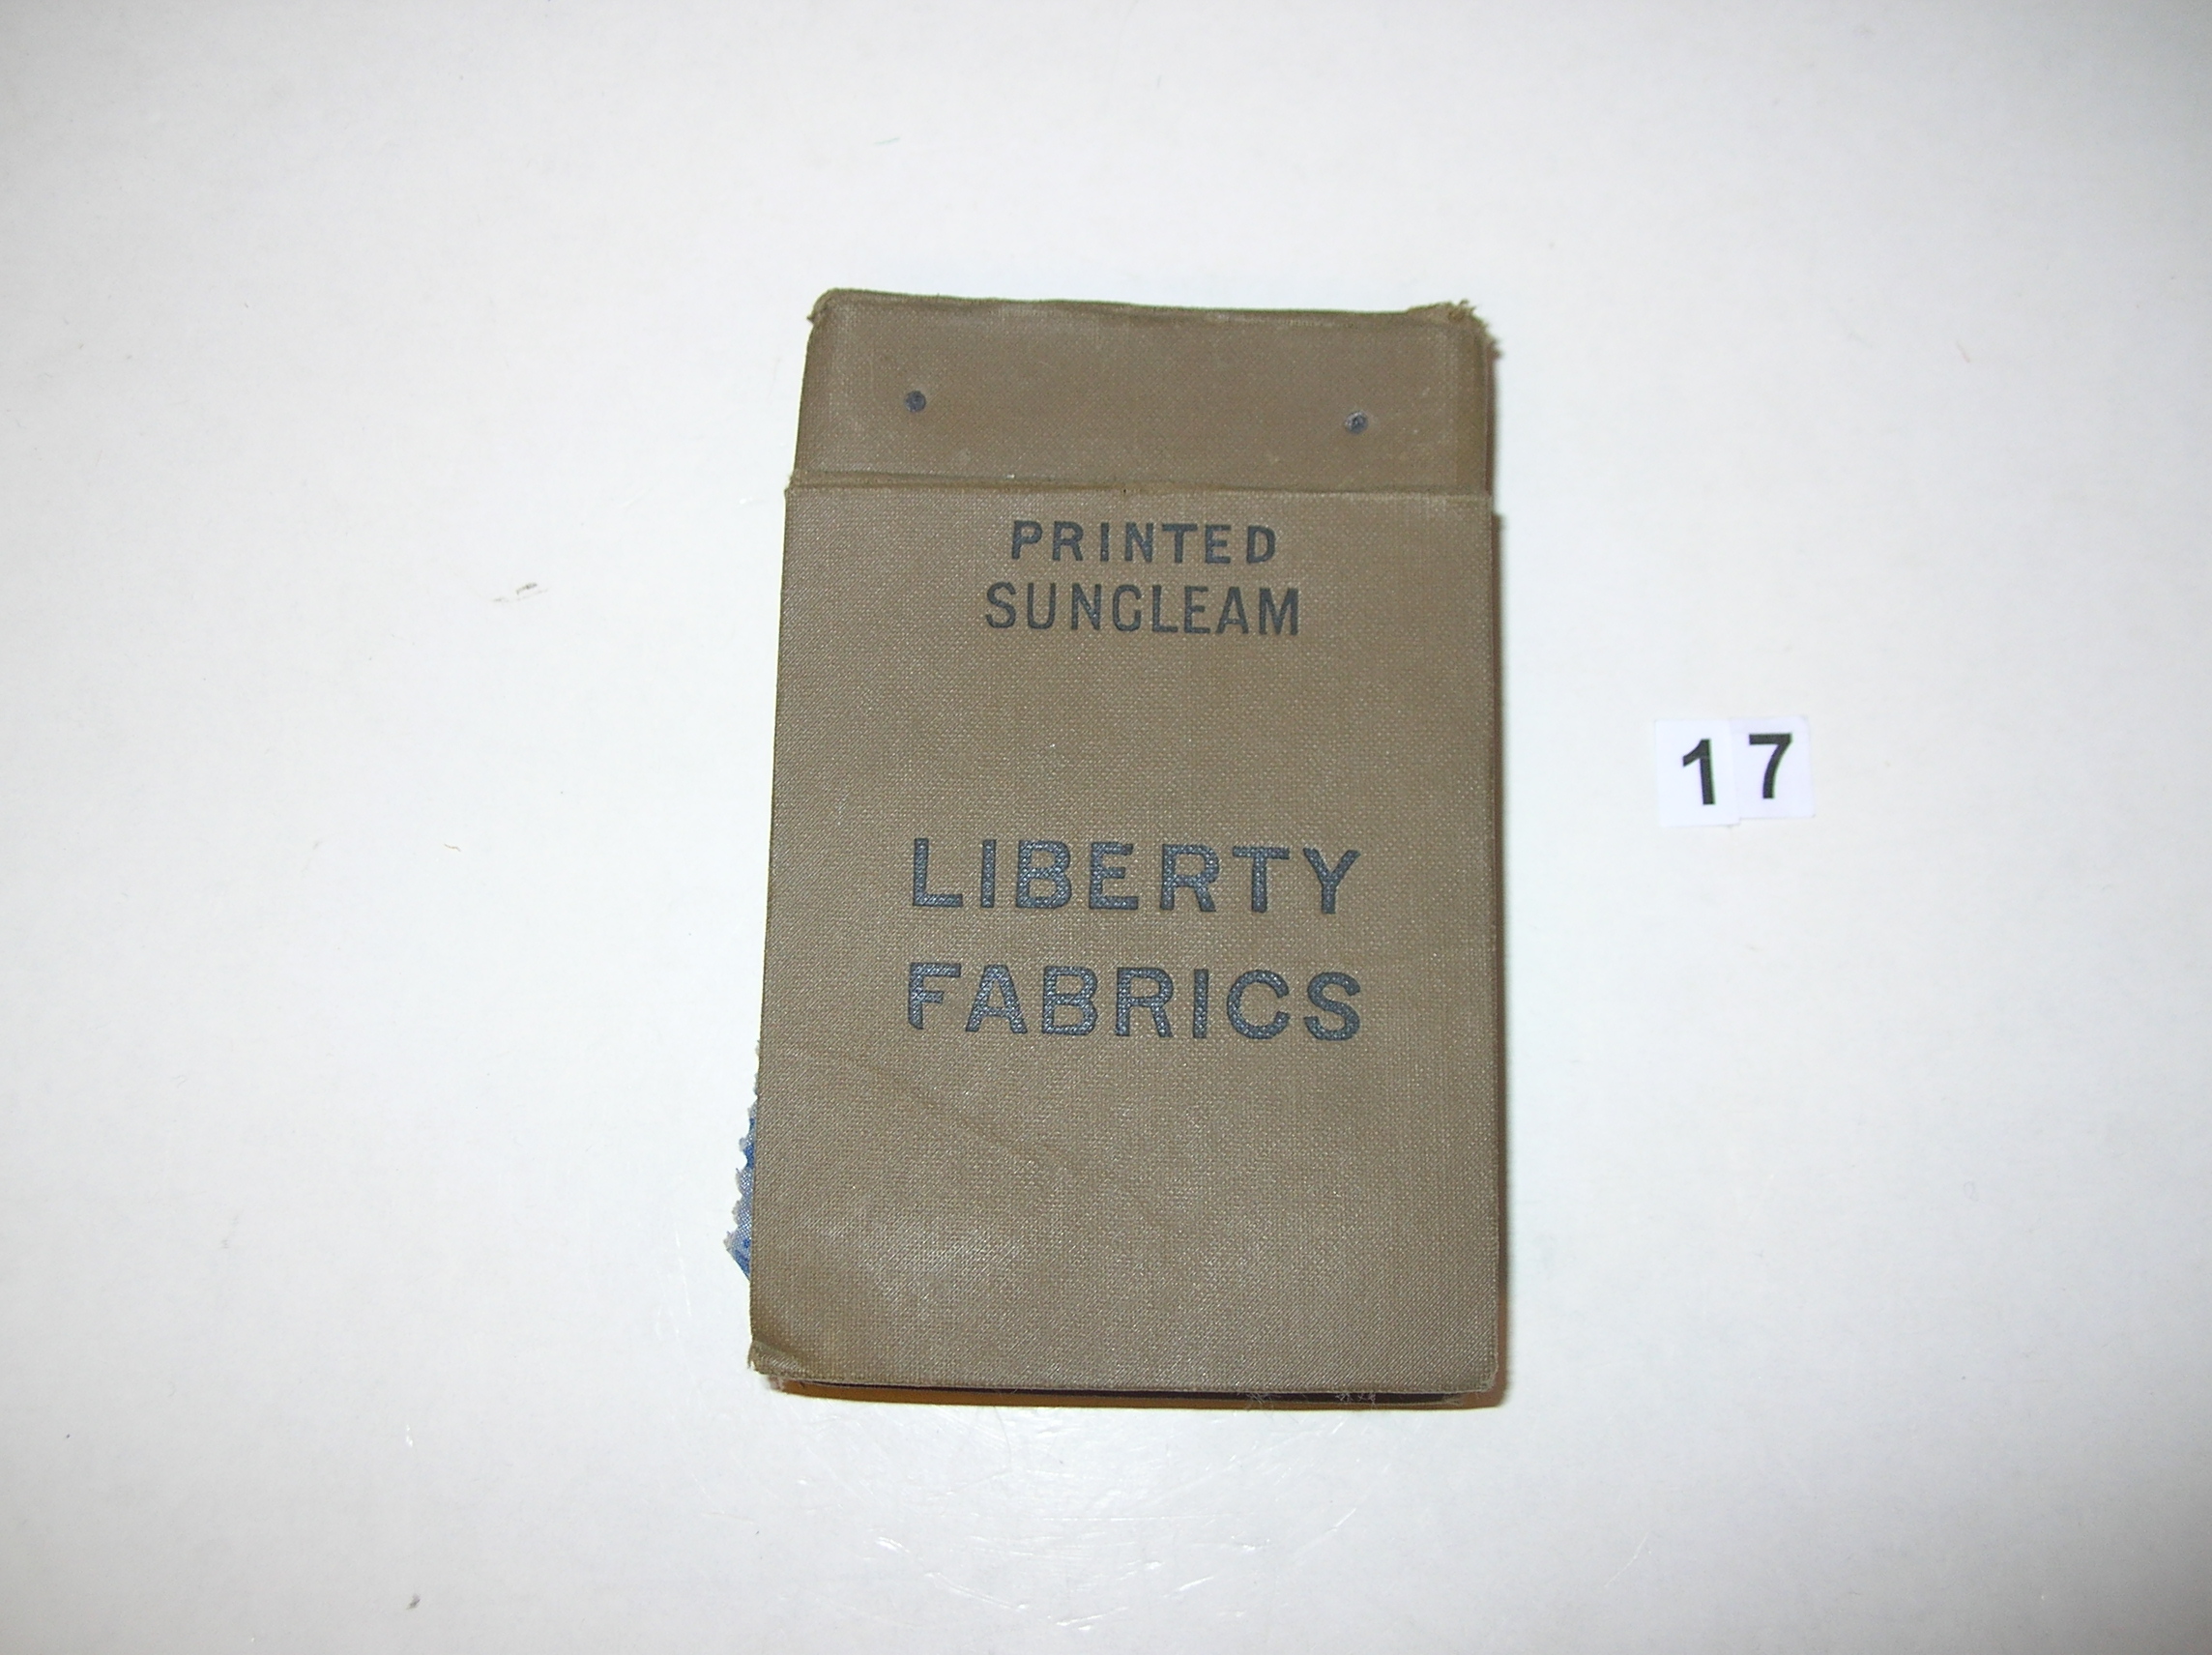 PRINTED
SUNGLEAM
LIBERTY
FABRICS
17